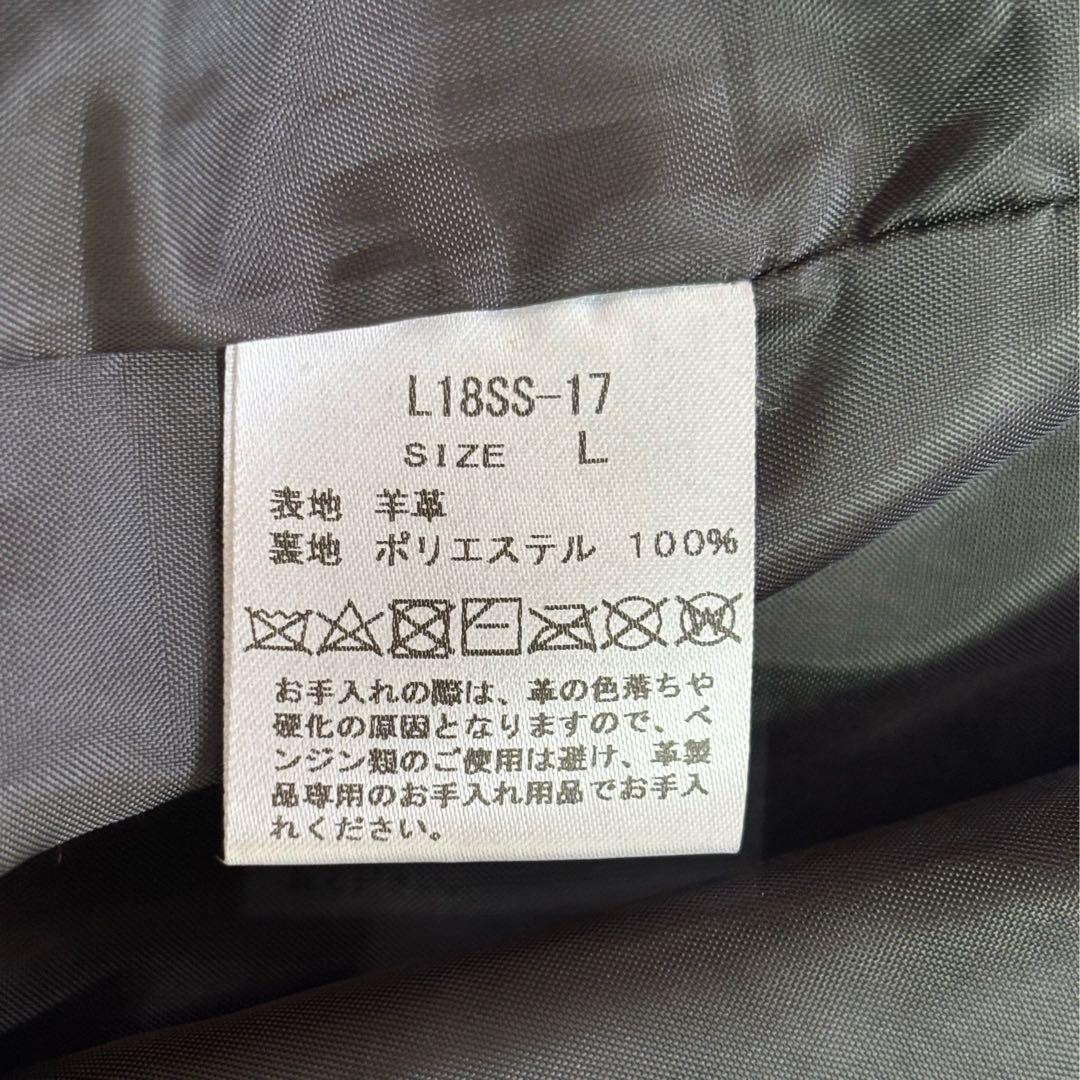 L18SS-17
SIZE L
表地 羊革
裏地 ポリエステル 100%
お手入れの際は、革の色落ちや
硬化の原因となりますので、ベ
ンジン類のご使用は避け、革製
品専用のお手入れ用品でお手入
れください。